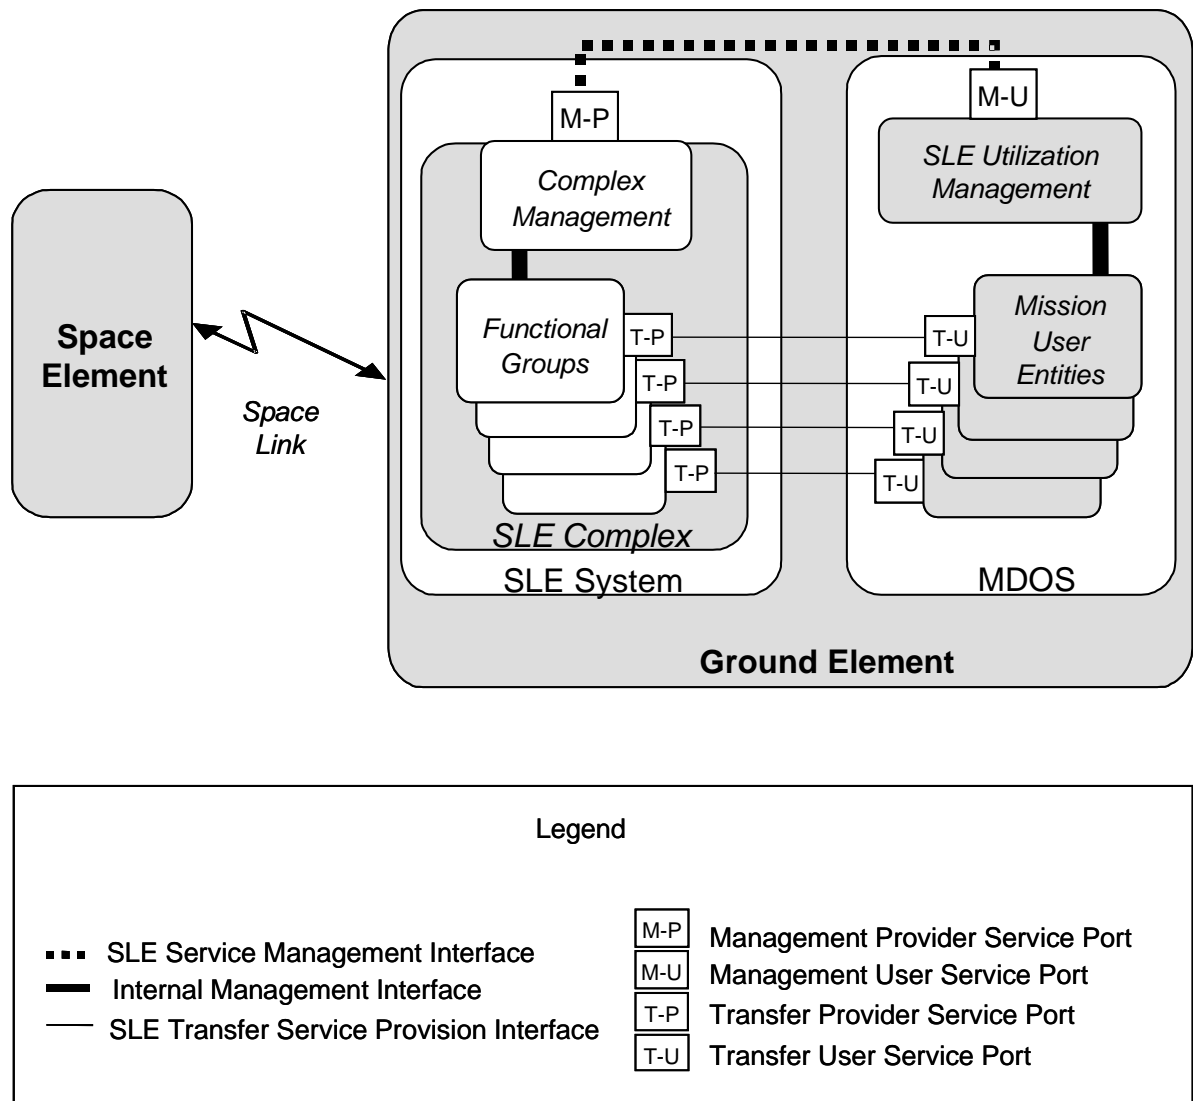 M-P
M-U
Complex
Management
SLE Utilization
Management
Space
Element
Space
Link
Functional
Groups
T-P
T-P
T-P
T-P
T-U
T-U
T-U
T-U
Mission
User
Entities
SLE Complex
SLE System
MDOS
Ground Element
Legend
SLE Service Management Interface
Internal Management Interface
SLE Transfer Service Provision Interface
M-P Management Provider Service Port
M-U Management User Service Port
T-P Transfer Provider Service Port
T-U Transfer User Service Port